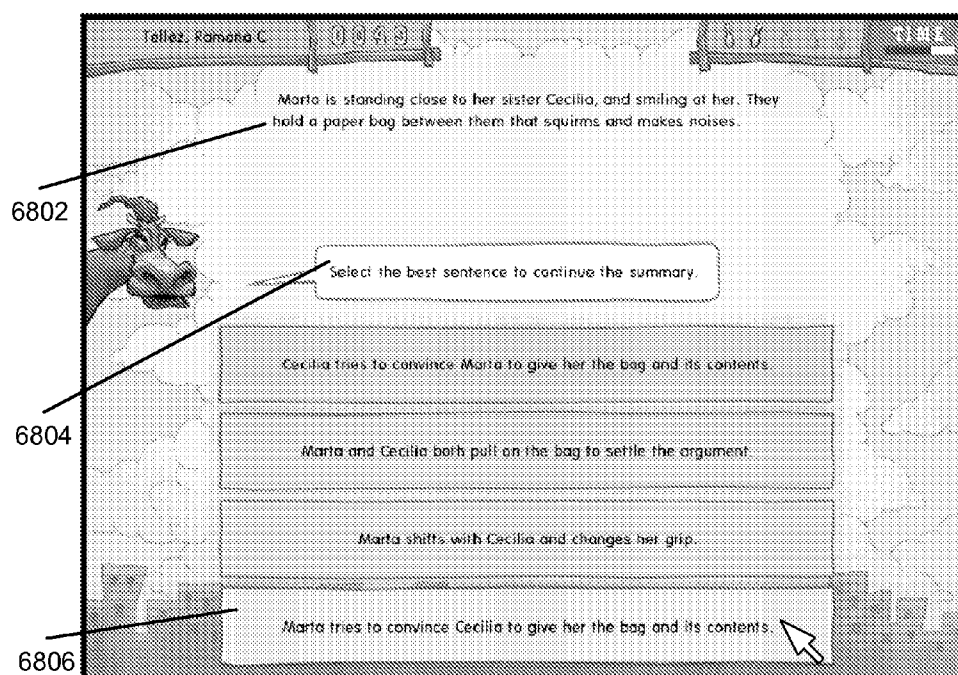 Tellez, Ramona C
TIME
Marta is standing close to her sister Cecilia, and smiling at her. They
hold a paper bag between them that squirms and makes noises.
6802
Select the best sentence to continue the summary.
Cecilia tries to convince Marta to give her the bag and its contents.
6804
Marta and Cecilia both pull on the bag to settle the argument.
Marta shifts with Cecilia and changes her grip.
Marta tries to convince Cecilia to give her the bag and its contents.
6806